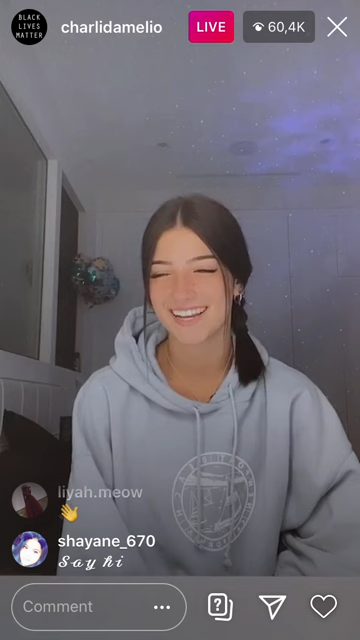 BLACK
LIVES
MATTER
charlidamelio
LIVE
60,4K
liyah.meow
👋
shayane_670
𝓢𝓪𝔂 𝓱𝓲
Comment